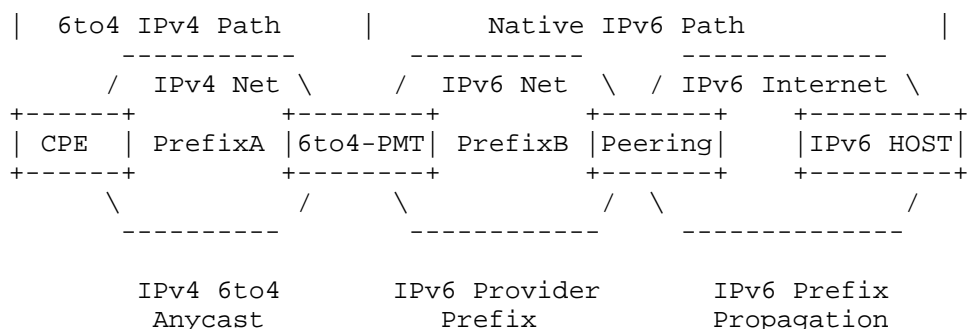 | 6to4 IPv4 Path | Native IPv6 Path |
----------- ----------- -------------
/ IPv4 Net \ / IPv6 Net \ / IPv6 Internet \
+------+ +--------+ +-------+ +---------+
| CPE | PrefixA |6to4-PMT| PrefixB |Peering| |IPv6 HOST|
+------+ +--------+ +-------+ +---------+
\ / \ / \ /
---------- ------------ --------------
IPv4 6to4 IPv6 Provider IPv6 Prefix
Anycast Prefix Propagation